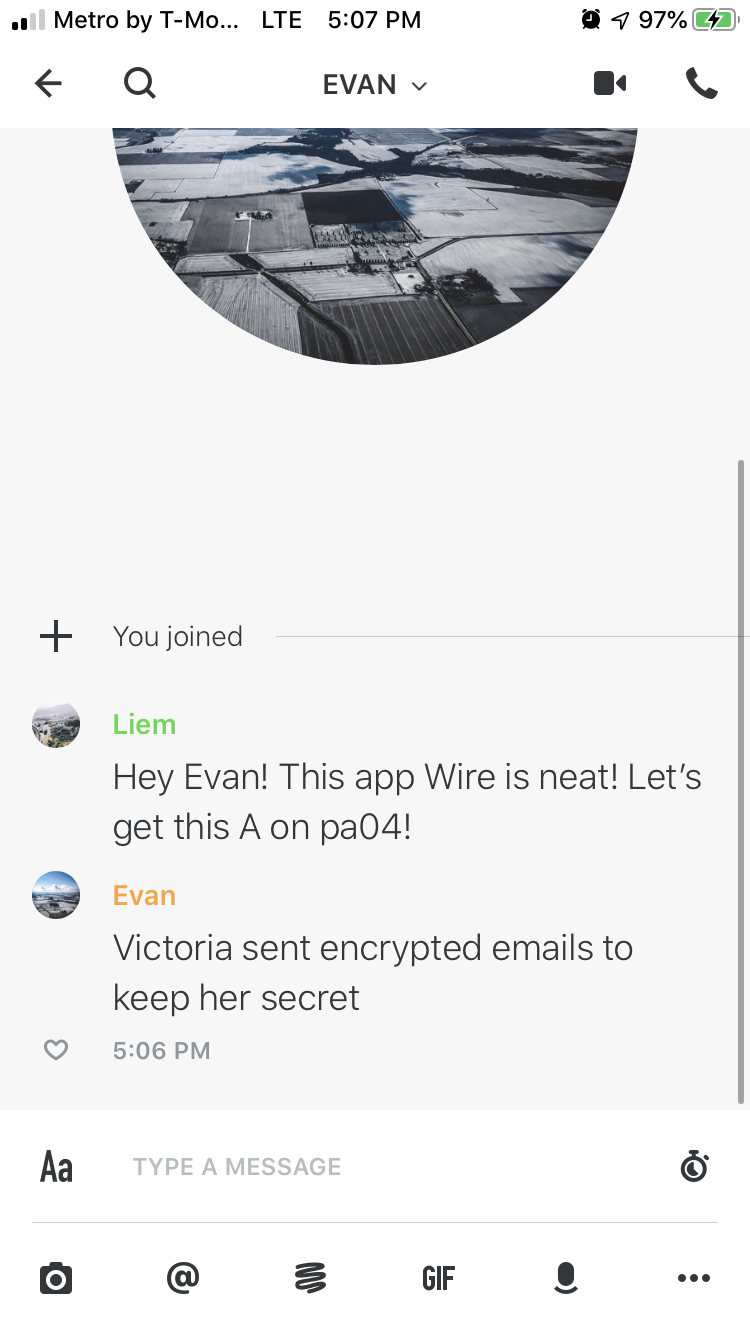 Metro by T-Mo... LTE 5:07 PM 97%
EVAN
You joined
Liem
Hey Evan! This app Wire is neat! Let's
get this A on pa04!
Evan
Victoria sent encrypted emails to
keep her secret
5:06 PM
Aa TYPE A MESSAGE
@ GIF